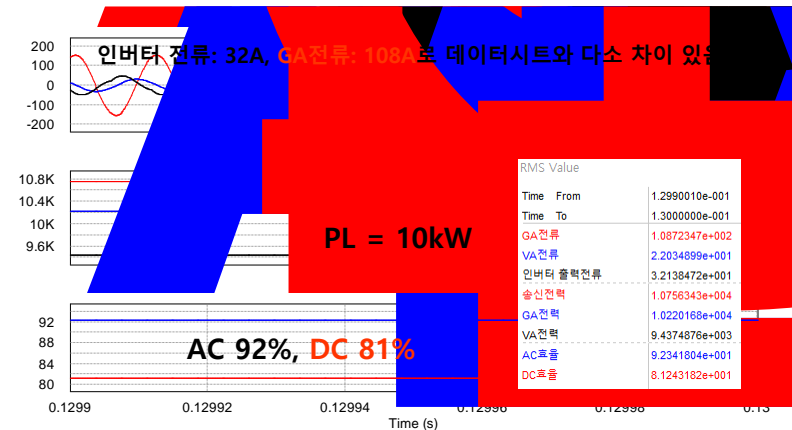 인버터 전류: 32A, GA전류: 108A로 데이터시트와 다소 차이 있음
200
100
0
-100
-200
10.8K
10.4K
10K
9.6K
PL = 10kW
RMS Value
Time From 1.2990010e-001
Time To 1.3000000e-001
GA전류 1.0872347e+002
VA전류 2.2034899e+001
인버터 출력전류 3.2138472e+001
송신전력 1.0756343e+004
GA전력 1.0220168e+004
VA전력 9.4374876e+003
AC효율 9.2341804e+001
DC효율 8.1243182e+001
92
88
84
80
AC 92%, DC 81%
0.1299 0.12992 0.12994 0.12996 0.12998 0.13
Time (s)